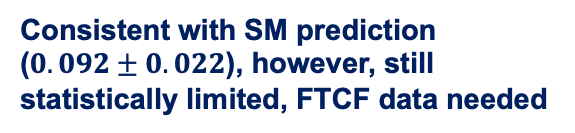 Consistent with SM prediction
(0.092 ± 0.022), however, still
statistically limited, FTCF data needed